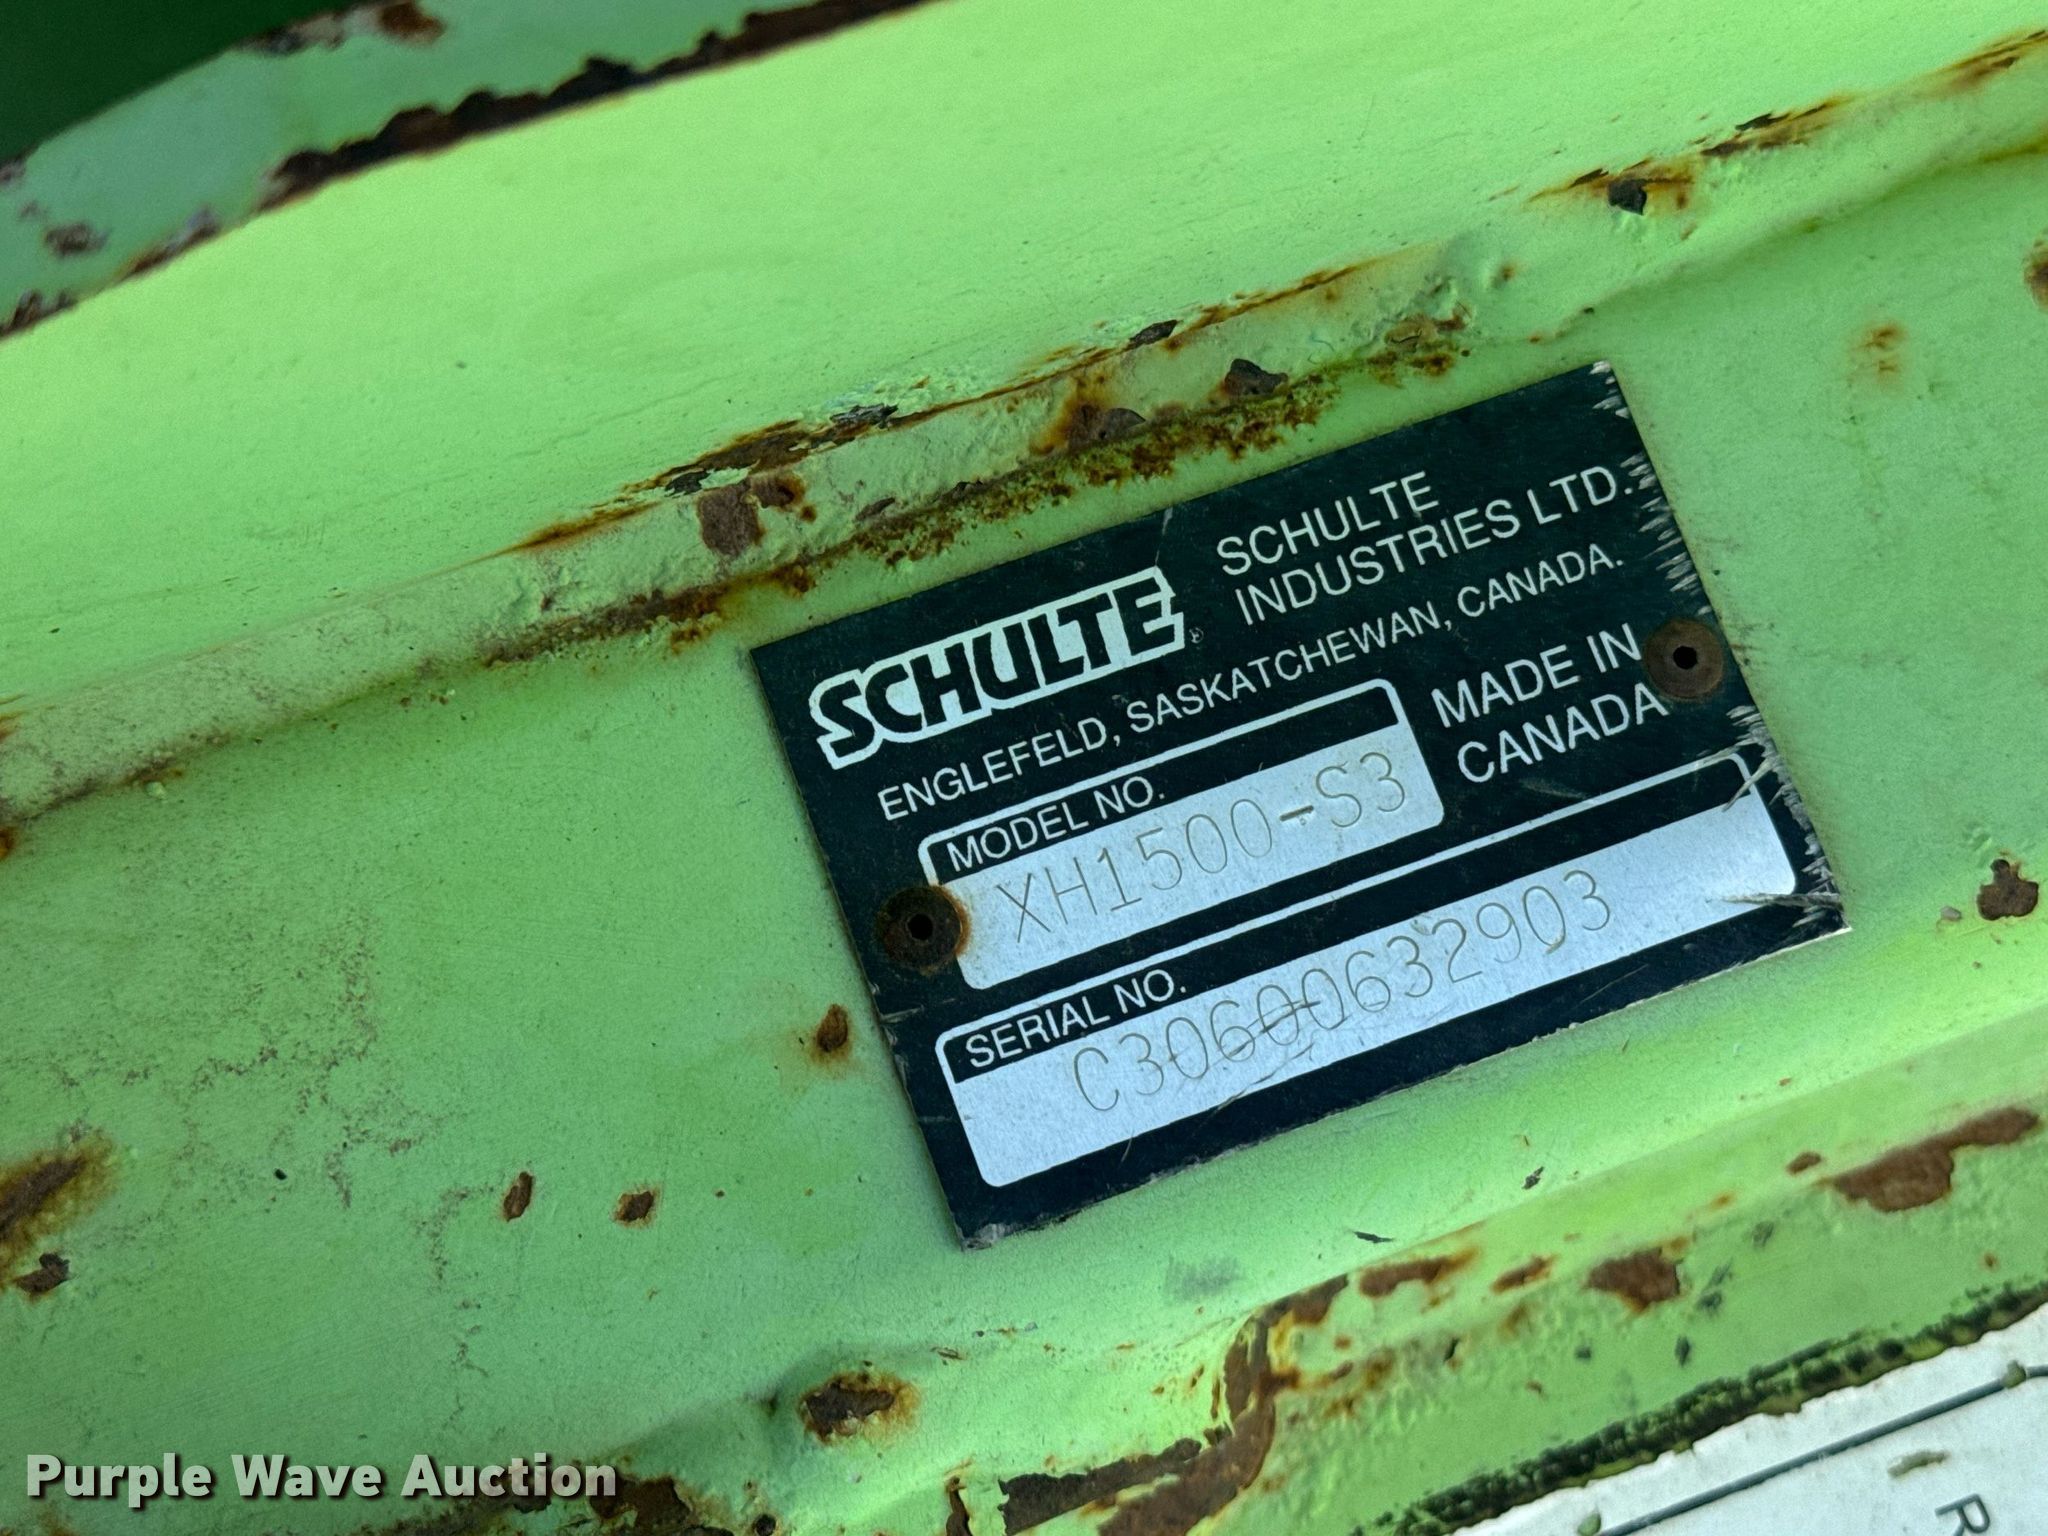 SCHULTE®
SCHULTE
INDUSTRIES LTD.
ENGLEFELD, SASKATCHEWAN, CANADA.
MODEL NO.
XH1500-S3
MADE IN
CANADA
SERIAL NO.
C30600632903
R
Purple Wave Auction